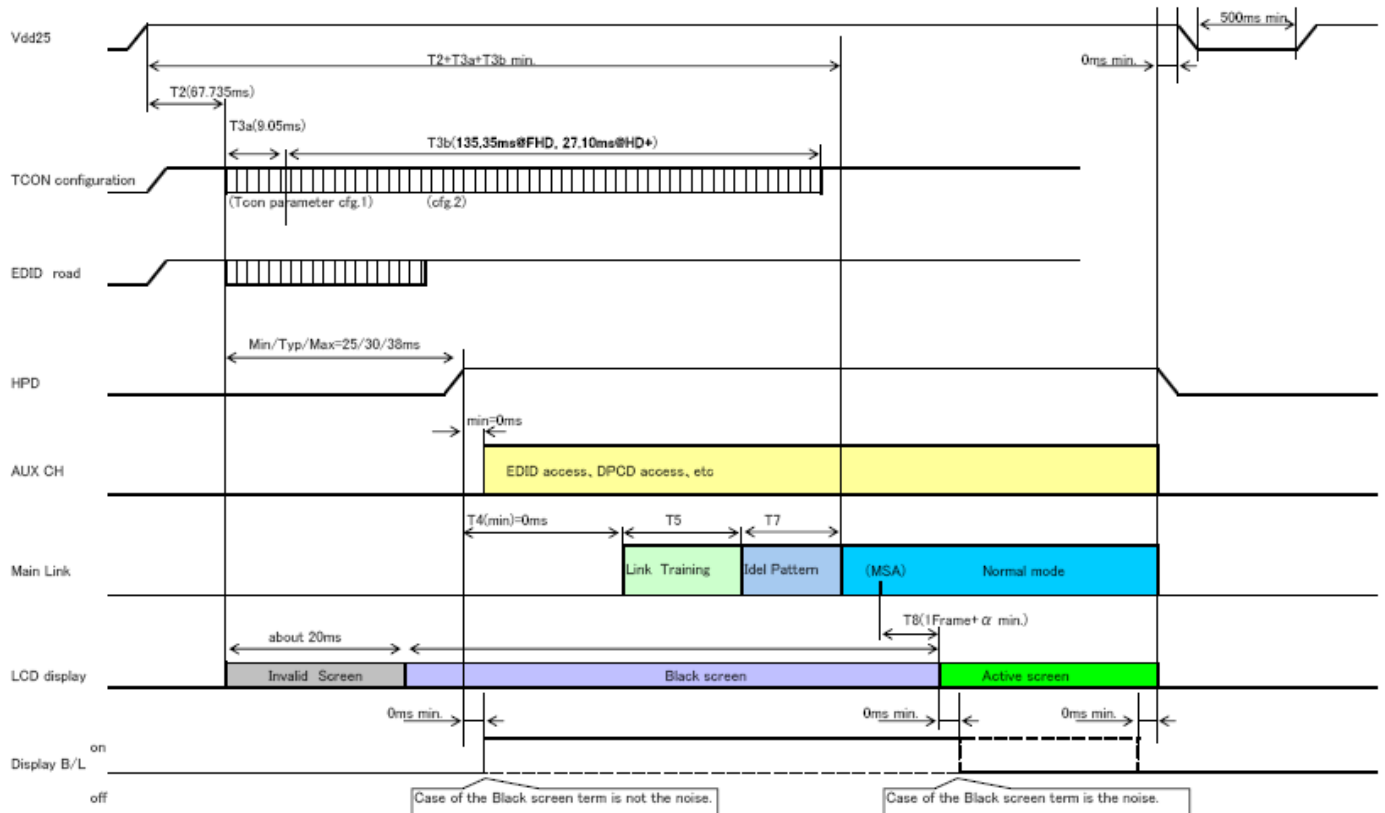 500ms min.
Vdd25
T2+T3a+T3b min.
0ms min.
T2(67.735ms)
T3a(9.05ms)
T3b(135.35ms@FHD, 27.10ms@HD+)
TCON configuration
(Tcon parameter cfg.1) (cfg.2)
EDID road
Min/Typ/Max=25/30/38ms
HPD
min=0ms
AUX CH
EDID access、DPCD access、etc
T4(min)=0ms T5 T7
Main Link
Link Training Idel Pattern (MSA) Normal mode
T8(1Frame+α min.)
about 20ms
LCD display
Invalid Screen Black screen Active screen
0ms min. 0ms min. 0ms min.
on
Display B/L
off
Case of the Black screen term is not the noise. Case of the Black screen term is the noise.